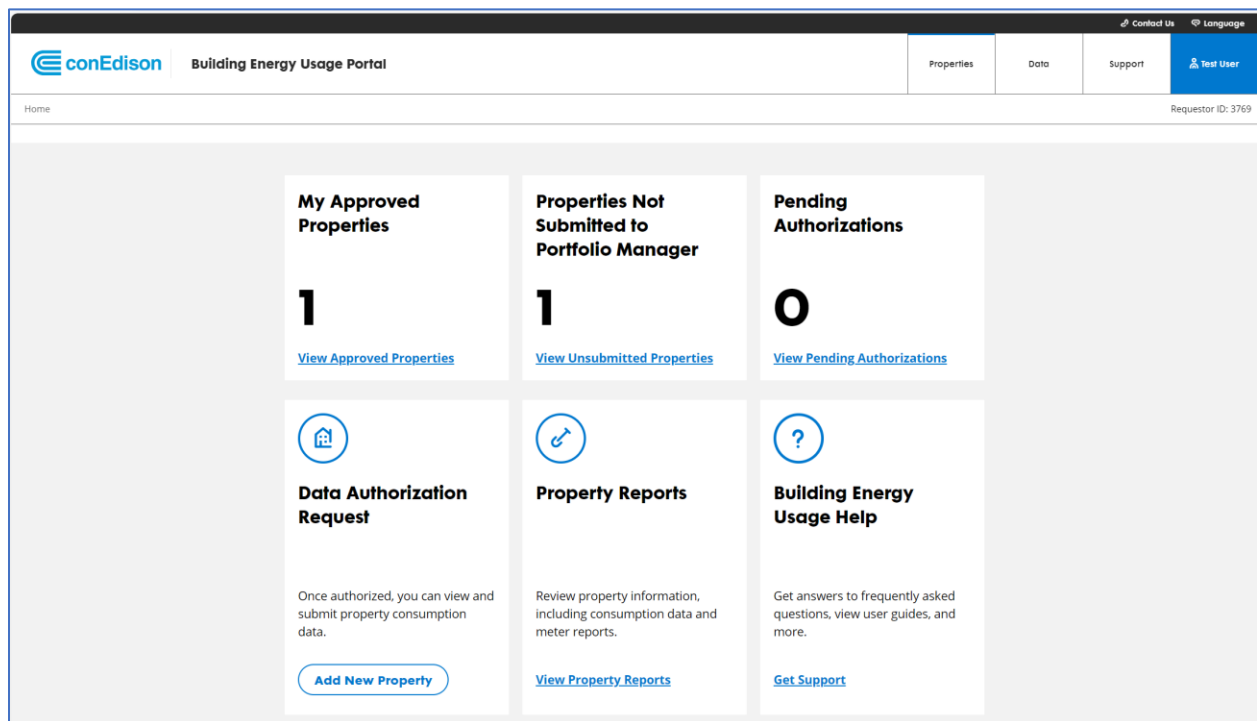 Contact Us Language
conEdison Building Energy Usage Portal Properties Data Support Test User
Home Requestor ID: 3769
My Approved
Properties
1
View Approved Properties
Properties Not
Submitted to
Portfolio Manager
1
View Unsubmitted Properties
Pending
Authorizations
0
View Pending Authorizations
Data Authorization
Request
Once authorized, you can view and
submit property consumption
data.
Add New Property
Property Reports
Review property information,
including consumption data and
meter reports.
View Property Reports
?
Building Energy
Usage Help
Get answers to frequently asked
questions, view user guides, and
more.
Get Support